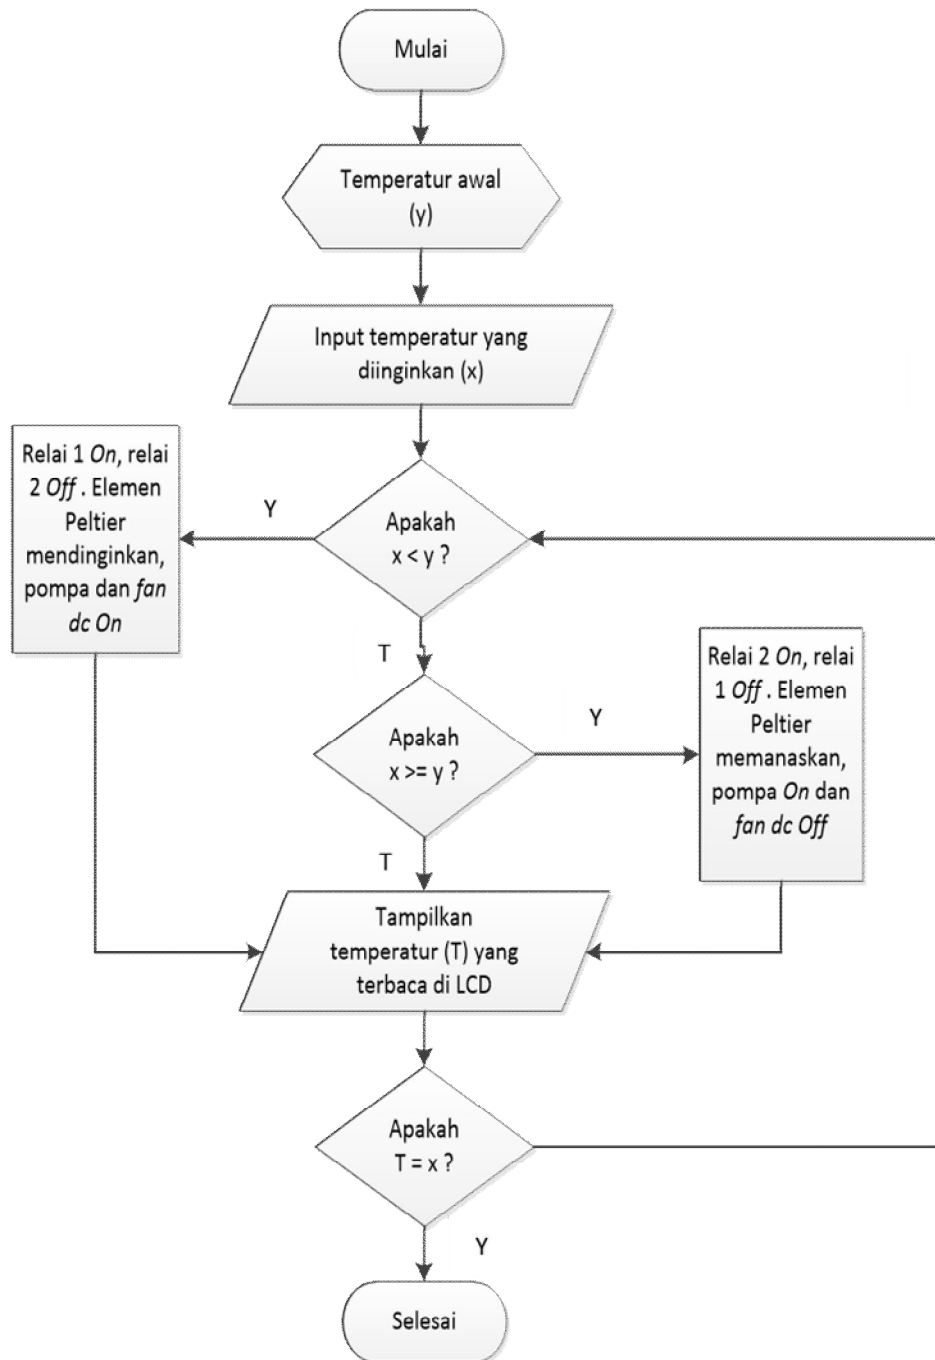 Mulai
Temperatur awal
(y)
Input temperatur yang
diinginkan (x)
Relai 1 On, relai
2 Off . Elemen
Peltier
mendinginkan,
pompa dan fan
dc On
Y
Apakah
x < y ?
T
Apakah
x >= y ?
Y
Relai 2 On, relai
1 Off . Elemen
Peltier
memanaskan,
pompa On dan
fan dc Off
T
Tampilkan
temperatur (T) yang
terbaca di LCD
Apakah
T = x ?
Y
Selesai